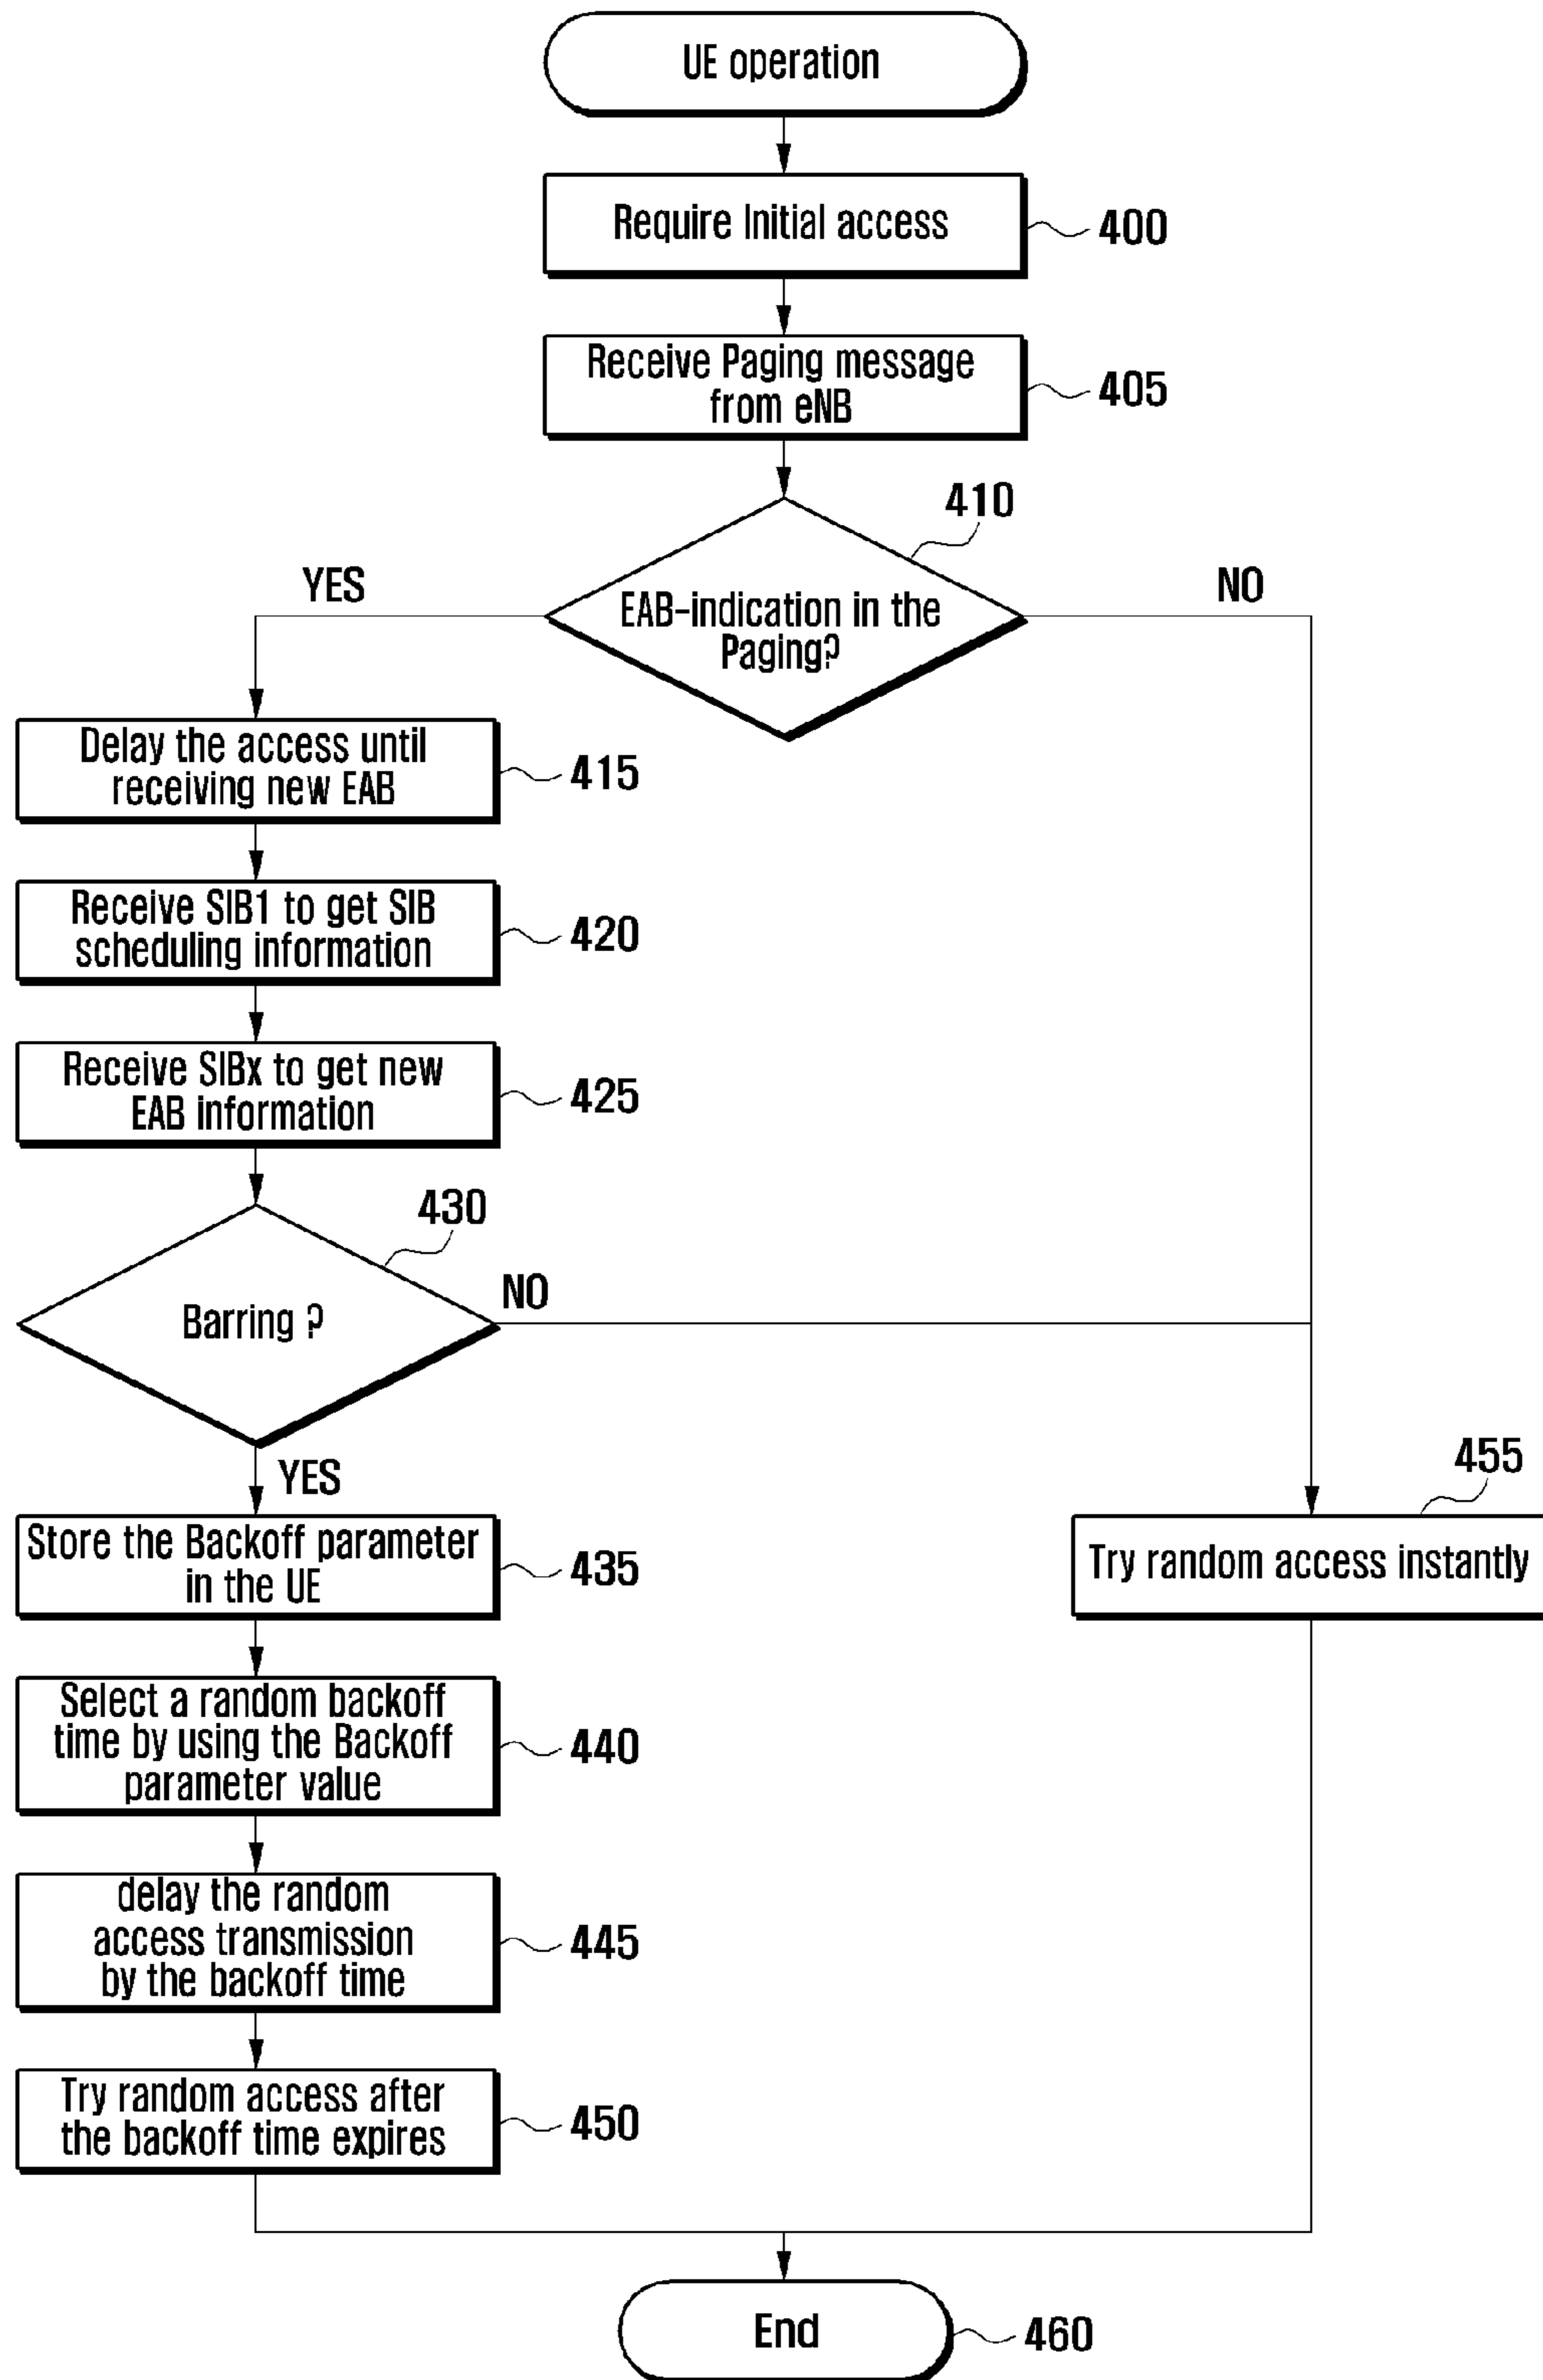 UE operation
Require Initial access
400
Receive Paging message
from eNB
405
410
YES
NO
EAB-indication in the
Paging?
Delay the access until
receiving new EAB
415
Receive SIB1 to get SIB
scheduling information
420
Receive SIBx to get new
EAB information
425
430
NO
Barring ?
YES
455
Store the Backoff parameter
in the UE
435
Try random access instantly
Select a random backoff
time by using the Backoff
parameter value
440
delay the random
access transmission
by the backoff time
445
Try random access after
the backoff time expires
450
End
460